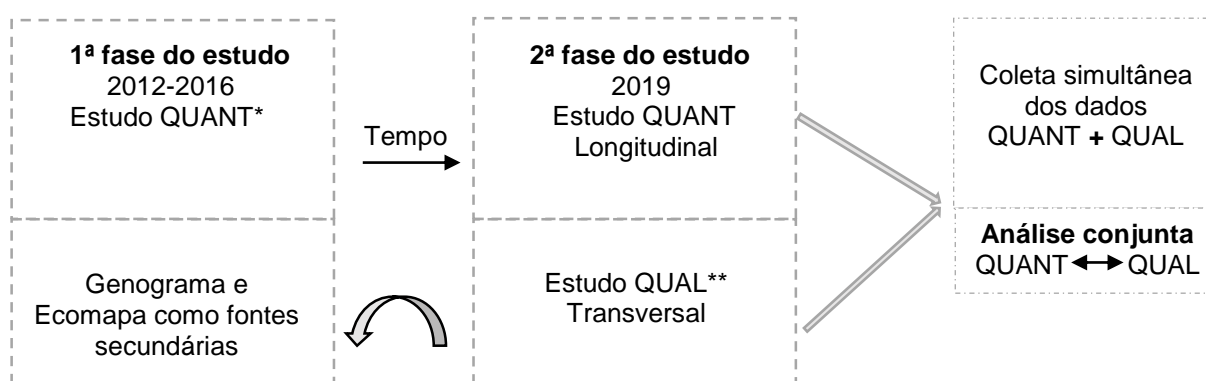 1ª fase do estudo
2012-2016
Estudo QUANT*
Genograma e
Ecomapa como fontes
secundárias
Tempo
2ª fase do estudo
2019
Estudo QUANT
Longitudinal
Estudo QUAL**
Transversal
Coleta simultânea
dos dados
QUANT + QUAL
Análise conjunta
QUANT QUAL